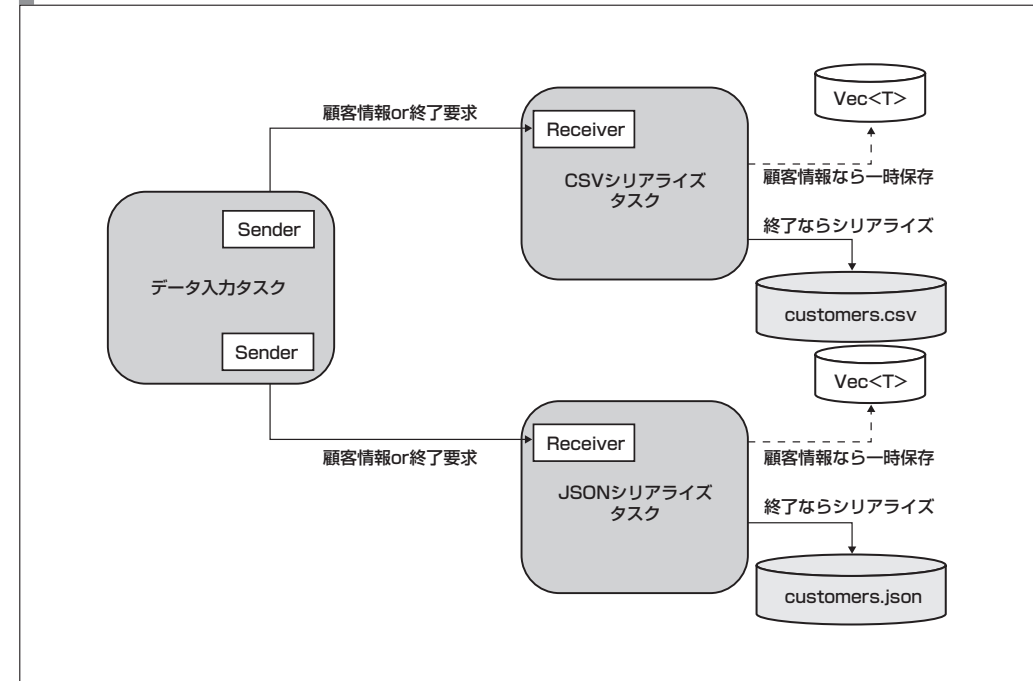 Vec<T>
顧客情報or終了要求
Receiver
CSVシリアライズ
タスク
顧客情報なら一時保存
終了ならシリアライズ
Sender
データ入力タスク
customers.csv
Sender
Vec<T>
Receiver
顧客情報or終了要求
顧客情報なら一時保存
JSONシリアライズ
タスク
終了ならシリアライズ
customers.json